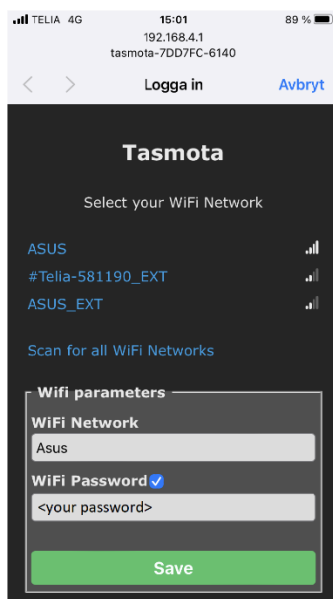 TELIA 4G 15:01 89 %
192.168.4.1
tasmota-7DD7FC-6140
Logga in Avbryt
Tasmota
Select your WiFi Network
ASUS
#Telia-581190_EXT
ASUS_EXT
Scan for all WiFi Networks
Wifi parameters
WiFi Network
Asus
WiFi Password
<your password>
Save